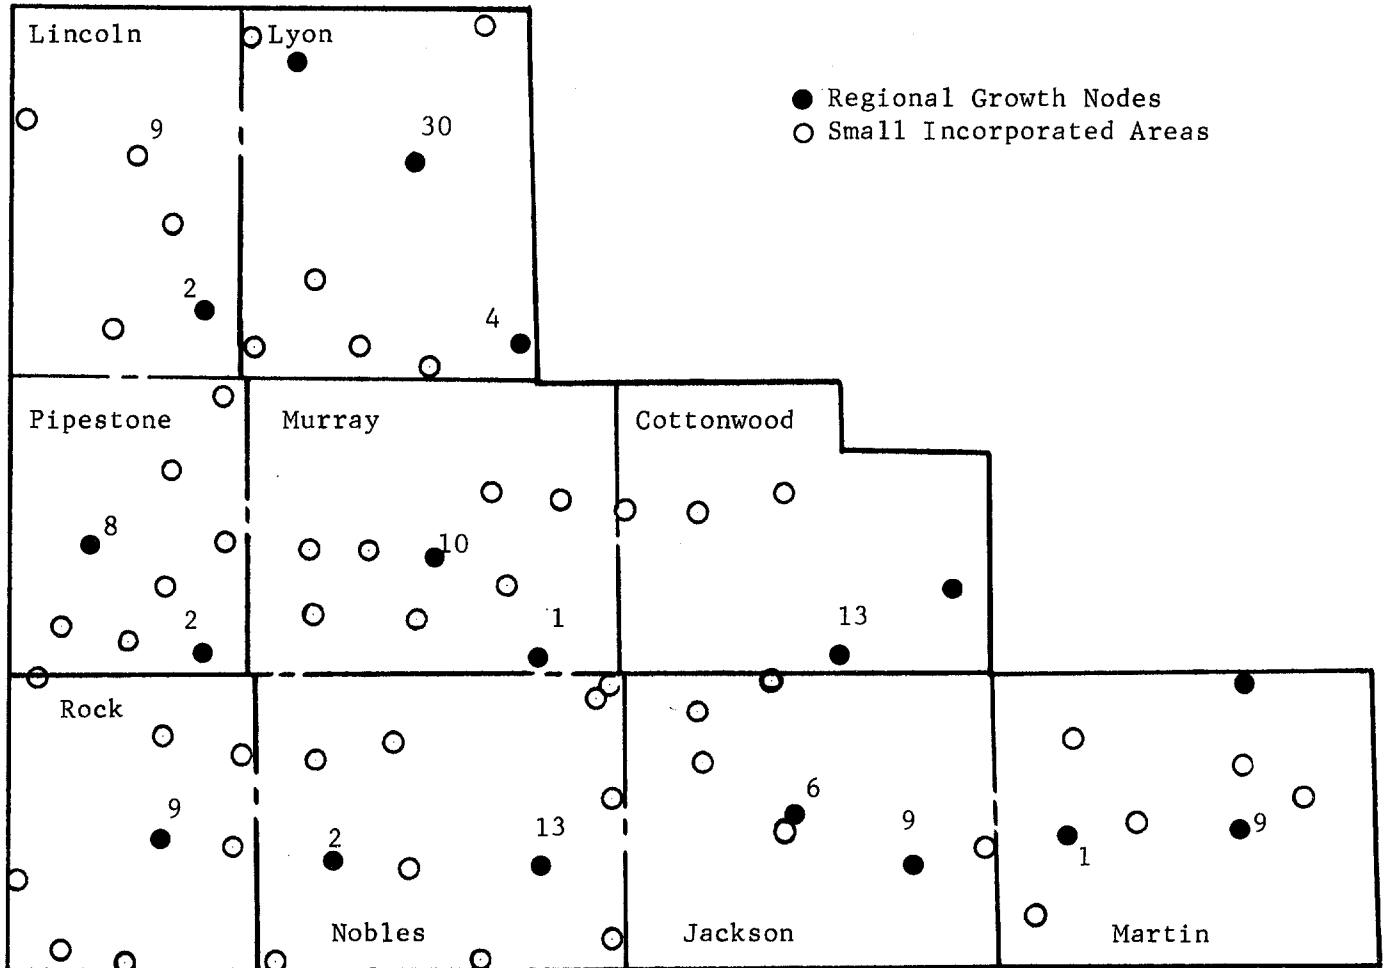 Lincoln
Lyon
Regional Growth Nodes
Small Incorporated Areas
9
30
2
4
Pipestone
Murray
Cottonwood
8
10
2
1
13
Rock
9
2
13
6
9
9
1
Nobles
Jackson
Martin